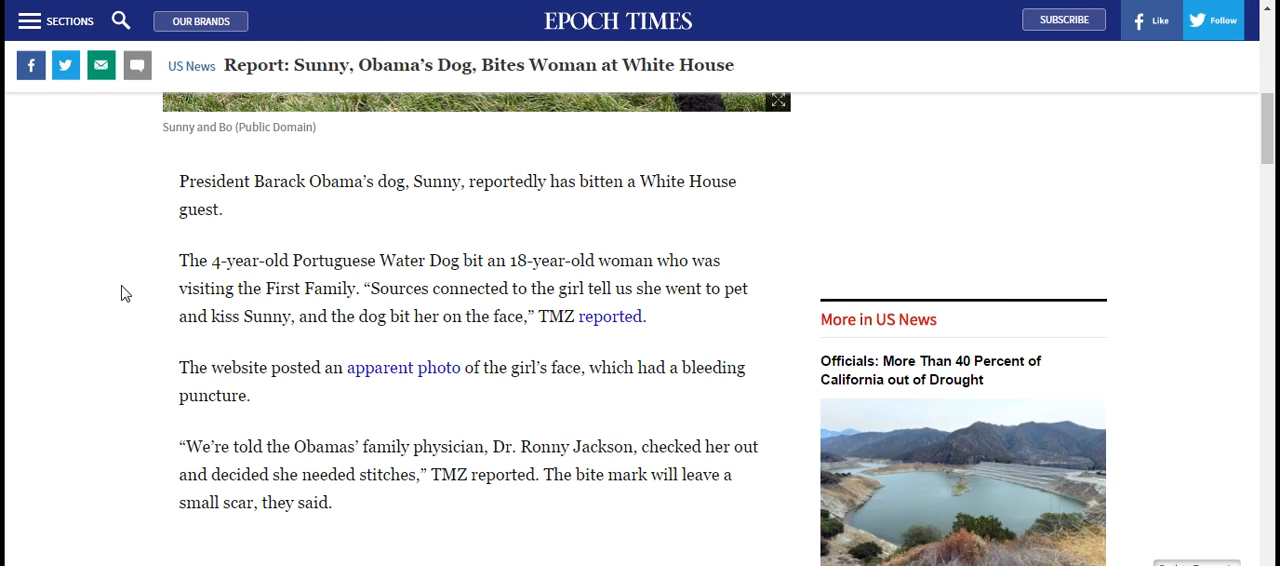 SECTIONS
OUR BRANDS
EPOCH TIMES
SUBSCRIBE
Like
Follow
US News Report: Sunny, Obama’s Dog, Bites Woman at White House
Sunny and Bo (Public Domain)
President Barack Obama’s dog, Sunny, reportedly has bitten a White House
guest.
The 4-year-old Portuguese Water Dog bit an 18-year-old woman who was
visiting the First Family. “Sources connected to the girl tell us she went to pet
and kiss Sunny, and the dog bit her on the face,” TMZ reported.
The website posted an apparent photo of the girl’s face, which had a bleeding
puncture.
“We’re told the Obamas’ family physician, Dr. Ronny Jackson, checked her out
and decided she needed stitches,” TMZ reported. The bite mark will leave a
small scar, they said.
More in US News
Officials: More Than 40 Percent of
California out of Drought